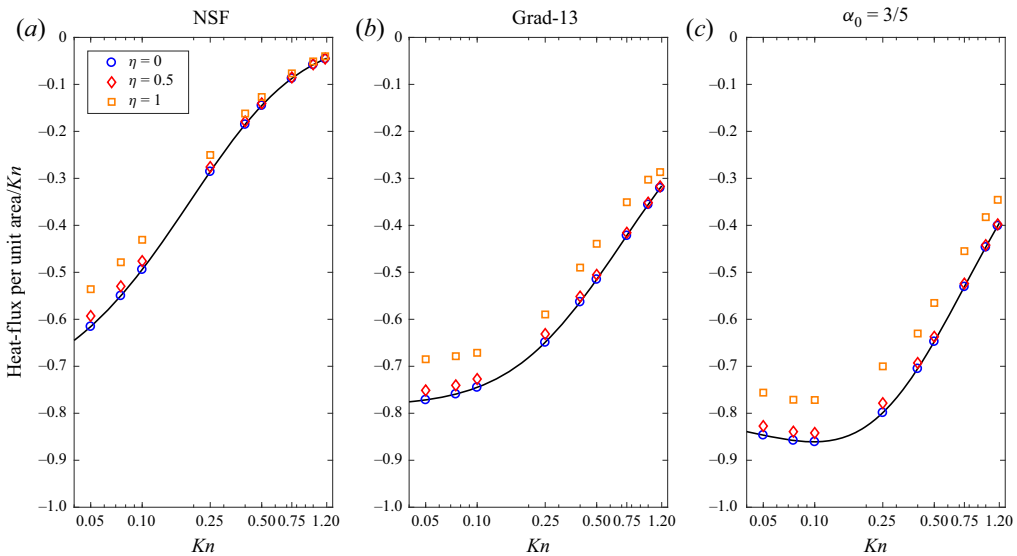 (a)
NSF
(b)
Grad-13
(c)
α0 = 3/5
Heat-flux per unit area/Kn
η = 0
η = 0.5
η = 1
0
–0.1
–0.2
–0.3
–0.4
–0.5
–0.6
–0.7
–0.8
–0.9
–1.0
0.05 0.10 0.25 0.50 0.75 1.20
Kn
0
–0.1
–0.2
–0.3
–0.4
–0.5
–0.6
–0.7
–0.8
–0.9
–1.0
0.05 0.10 0.25 0.50 0.75 1.20
Kn
0
–0.1
–0.2
–0.3
–0.4
–0.5
–0.6
–0.7
–0.8
–0.9
–1.0
0.05 0.10 0.25 0.50 0.75 1.20
Kn